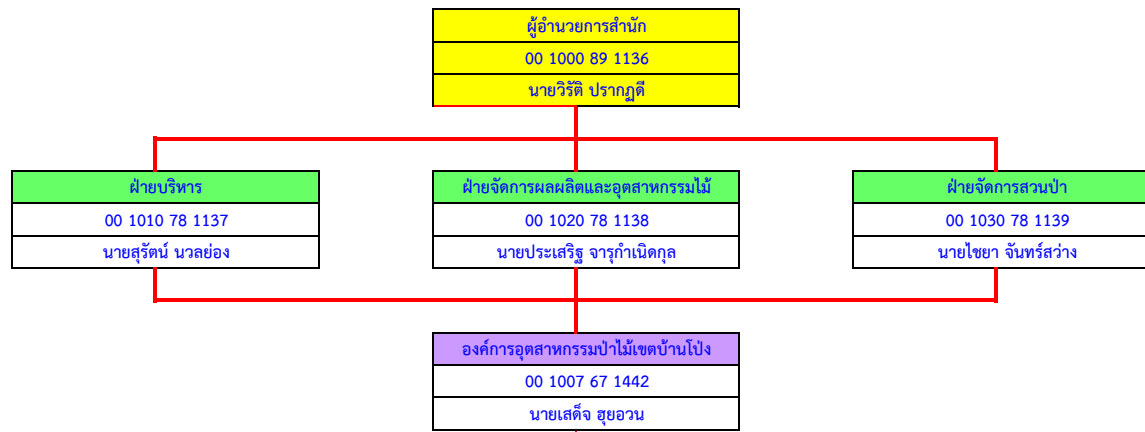 ผู้อำนวยการสำนัก
00 1000 89 1136
นายวิรัติ ปรากฏดี
ฝ่ายบริหาร
00 1010 78 1137
นายสุรัตน์ นวลย่อง
ฝ่ายจัดการผลผลิตและอุตสาหกรรมไม้
00 1020 78 1138
นายประเสริฐ จารุกำเนิดกุล
ฝ่ายจัดการสวนป่า
00 1030 78 1139
นายไชยา จันทร์สว่าง
องค์การอุตสาหกรรมป่าไม้เขตบ้านโป่ง
00 1007 67 1442
นายเสด็จ ฮุยอวน